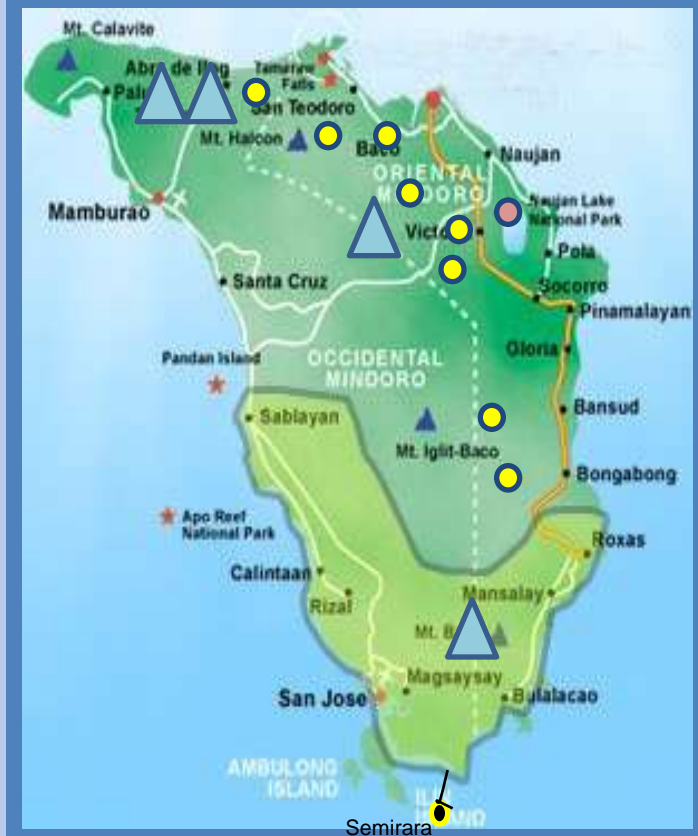 Mt. Calavite
Abra de Ilog
Tamaraw
Falls
San Teodoro
Mt. Halcon
Baco
Naujan
ORIENTAL
MINDORO
Naujan Lake
National Park
Mamburao
Pola
Santa Cruz
Socorro
Pinamalayan
Gloria
Pandan Island
OCCIDENTAL
MINDORO
Bansud
Sablayan
Mt. Iglit-Baco
Bongabong
Apo Reef
National Park
Roxas
Calintaan
Mansalay
Rizal
Mt. B
Magsaysay
San Jose
Bulalacao
AMBULONG
ISLAND
ILIN
ISLAND
Semirara